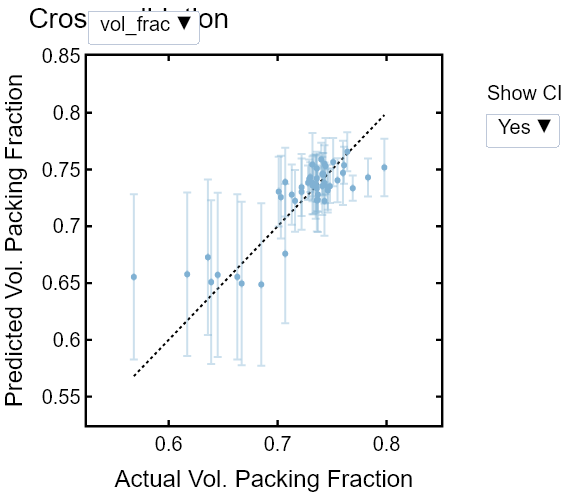 vol_frac ▼
0.85
0.8
0.75
0.7
0.65
0.6
0.55
Predicted Vol. Packing Fraction
0.6 0.7 0.8
Actual Vol. Packing Fraction
Show CI
Yes ▼